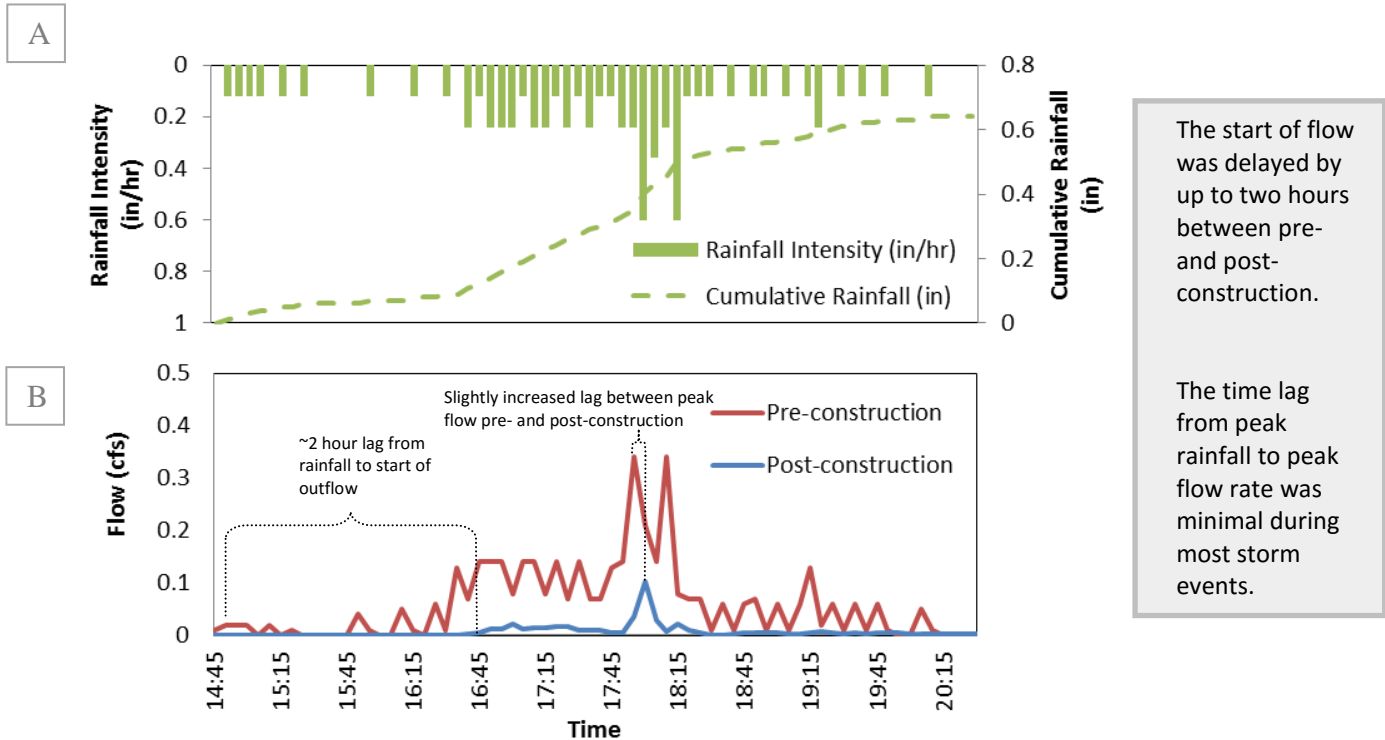 A
0
0.2
0.4
0.6
0.8
1
Rainfall Intensity
(in/hr)
0.8
0.6
0.4
0.2
0
Cumulative Rainfall
(in)
Rainfall Intensity (in/hr)
Cumulative Rainfall (in)
B
0.5
0.4
0.3
0.2
0.1
0
Flow (cfs)
~2 hour lag from
rainfall to start of
outflow
Slightly increased lag between peak
flow pre- and post-construction
Pre-construction
Post-construction
14:45
15:15
15:45
16:15
16:45
17:15
17:45
18:15
18:45
19:15
19:45
20:15
Time
The start of flow
was delayed by
up to two hours
between pre-
and post-
construction.
The time lag
from peak
rainfall to peak
flow rate was
minimal during
most storm
events.